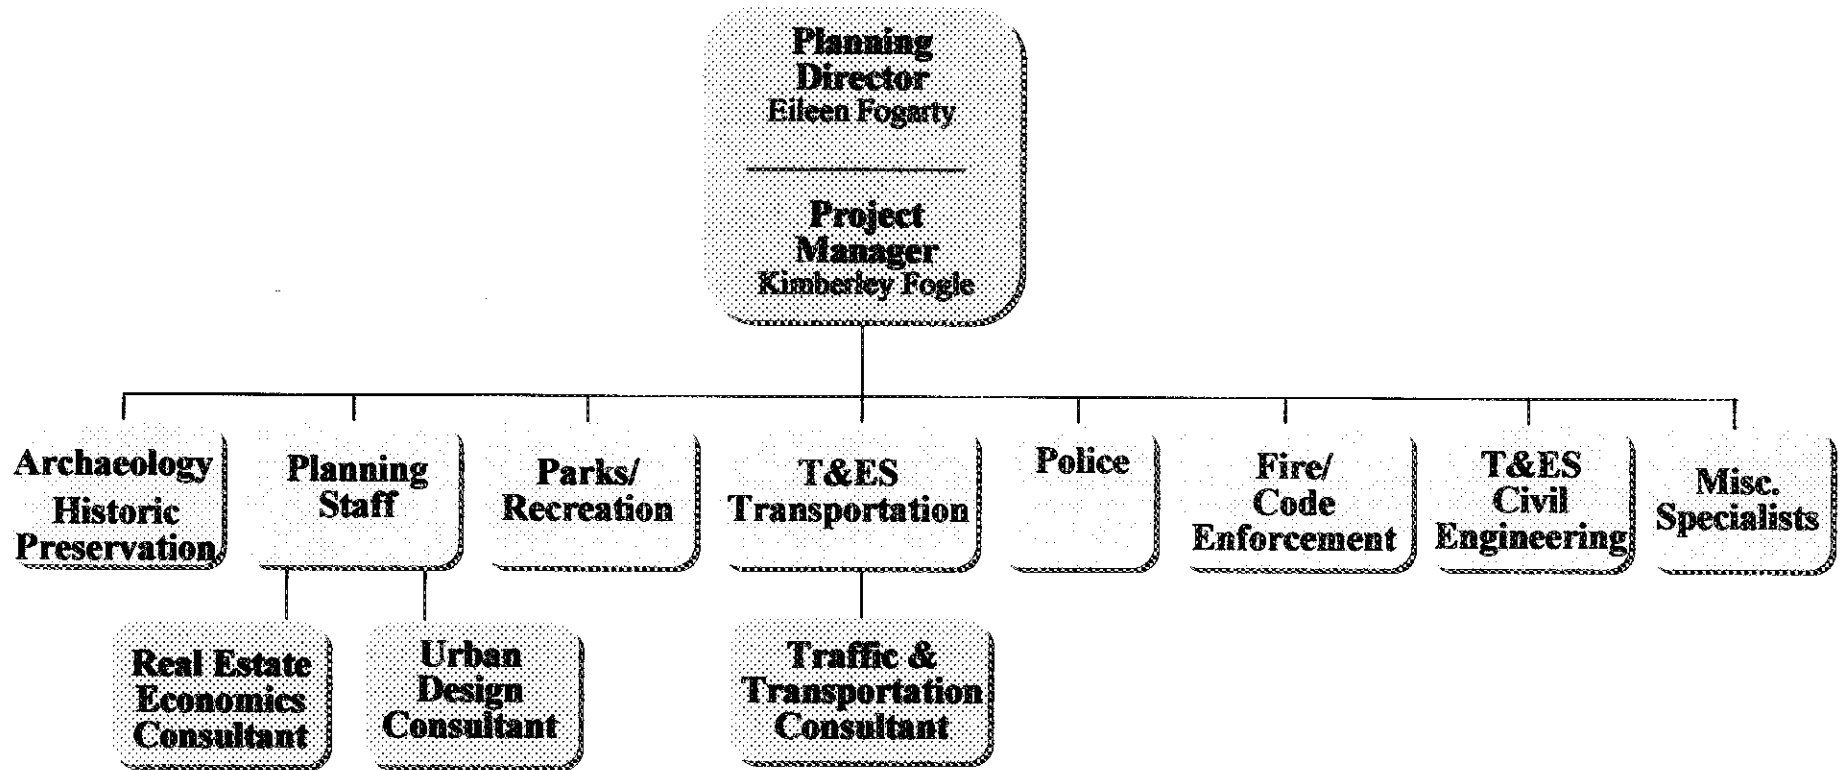 Planning
Director
Eileen Fogarty
Project
Manager
Kimberley Fogle
Archaeology
Historic
Preservation
Planning
Staff
Parks/
Recreation
T&ES
Transportation
Police
Fire/
Code
Enforcement
T&ES
Civil
Engineering
Misc.
Specialists
Real Estate
Economics
Consultant
Urban
Design
Consultant
Traffic &
Transportation
Consultant